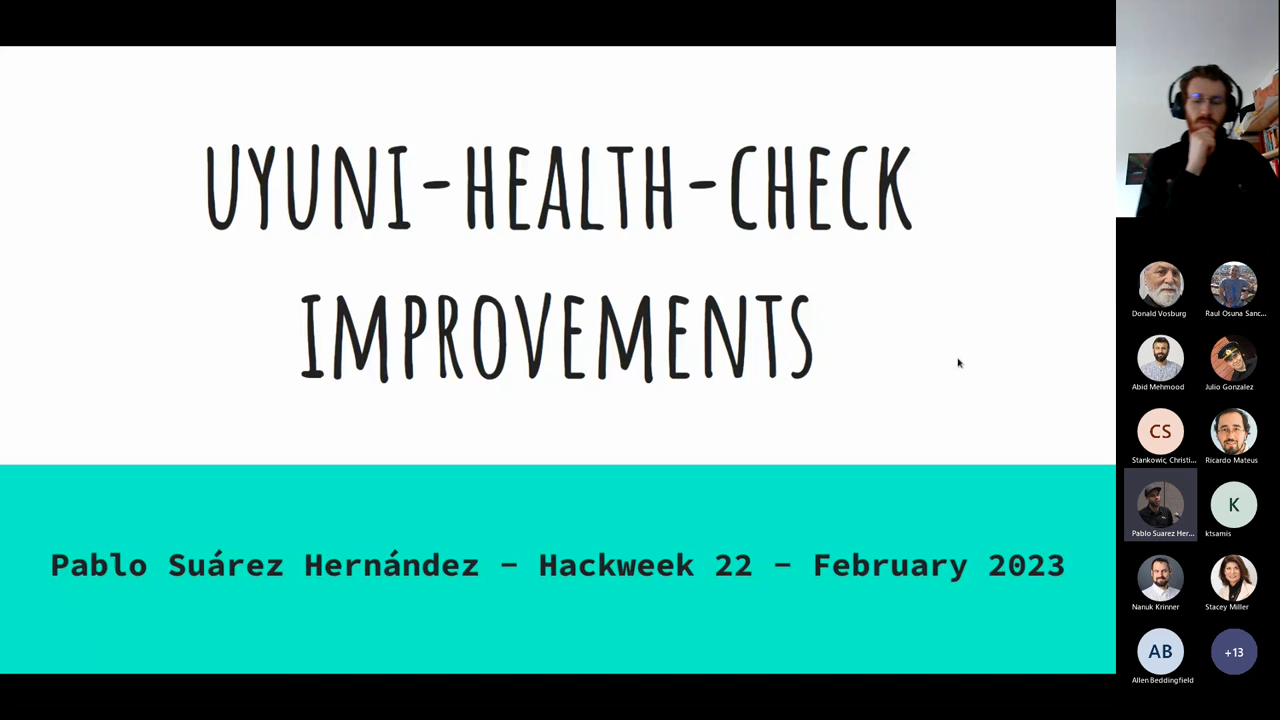 UYUNI-HEALTH-CHECK
IMPROVEMENTS
Pablo Suárez Hernández – Hackweek 22 – February 2023
Donald Vosburg
Raul Osuna Sanc...
Abid Mehmood
Julio Gonzalez
CS
Stankowic, Christi...
Ricardo Mateus
Pablo Suarez Her...
K
ktsamis
Nanuk Krinner
Stacey Miller
AB
Allen Beddingfield
+13